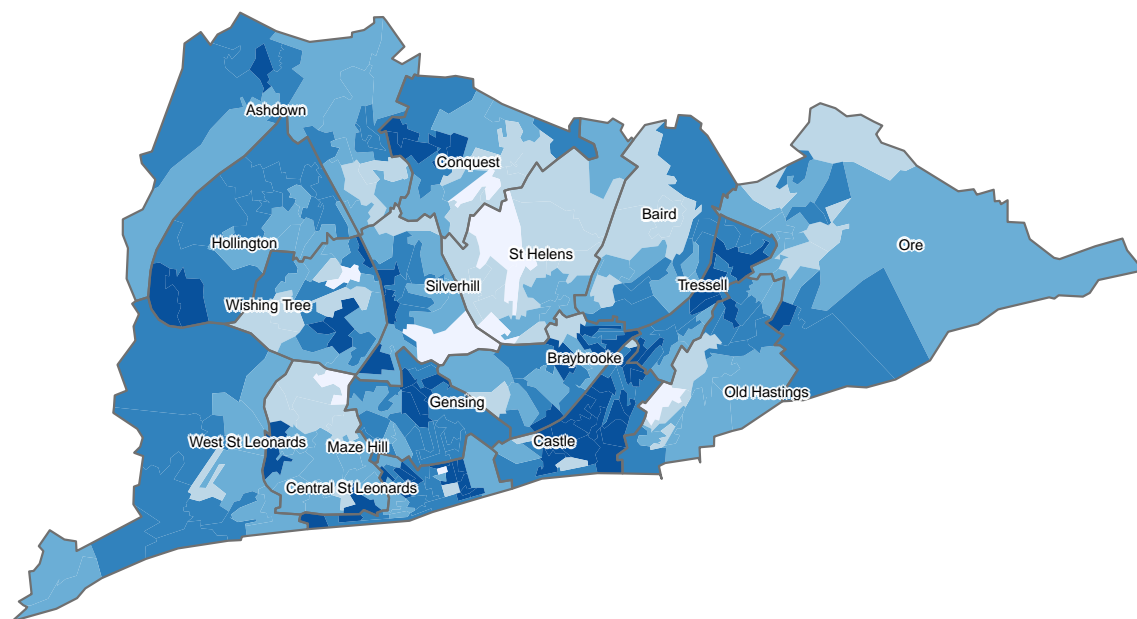 Ashdown
Conquest
Baird
Hollington
St Helens
Ore
Silverhill
Tressell
Wishing Tree
Braybrooke
Old Hastings
Gensing
West St Leonards
Maze Hill
Castle
Central St Leonards